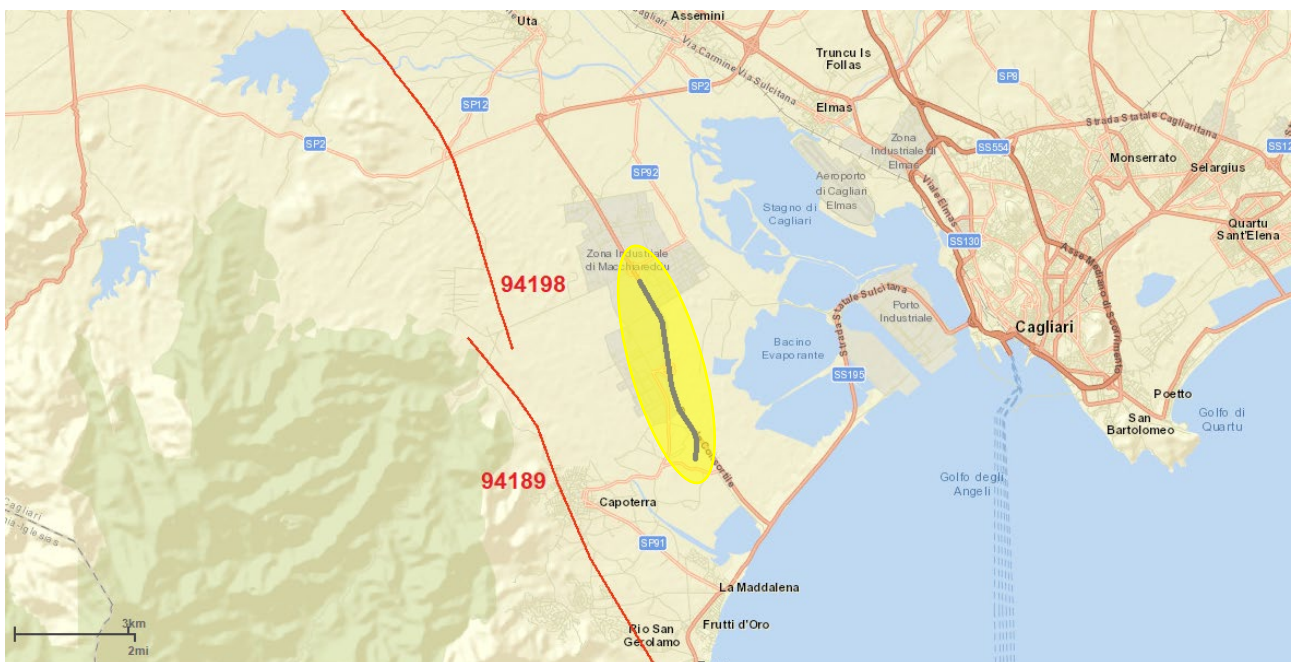 Uta
Assemini
Via Carmine Via Sulcitana
Truncu Is
Follas
SP8
SP2
SP12
Elmas
Strada Statale Cagliaritana
SP2
Zona
Industriale di
Elmas
SS554
Monserrato
SS12
Selargius
SP92
Aeroporto
di Cagliari
Elmas
Viale Elmas
Stagno di
Cagliari
Quartu
Sant'Elena
SS130
Asse Mediano di Scorrimento
Zona Industriale
di Macchiareddu
94198
Strada Statale Sulcitana
Porto
Industriale
Cagliari
Bacino
Evaporante
SS195
Poetto
San
Bartolomeo
Golfo di
Quartu
Consortile
94189
Golfo degli
Angeli
Capoterra
Cagliari
SP91
La Maddalena
3km
2mi
Rio San
Gerolamo
Frutti d'Oro